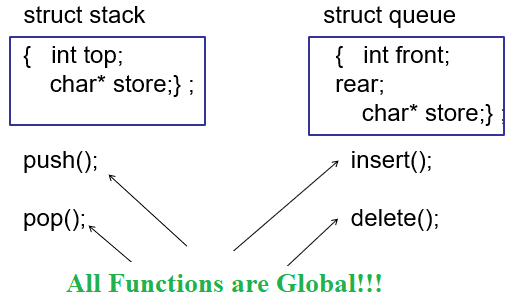 struct stack
{ int top;
char* store;} ;
push();
pop();
struct queue
{ int front;
rear;
char* store;} ;
insert();
delete();
All Functions are Global!!!